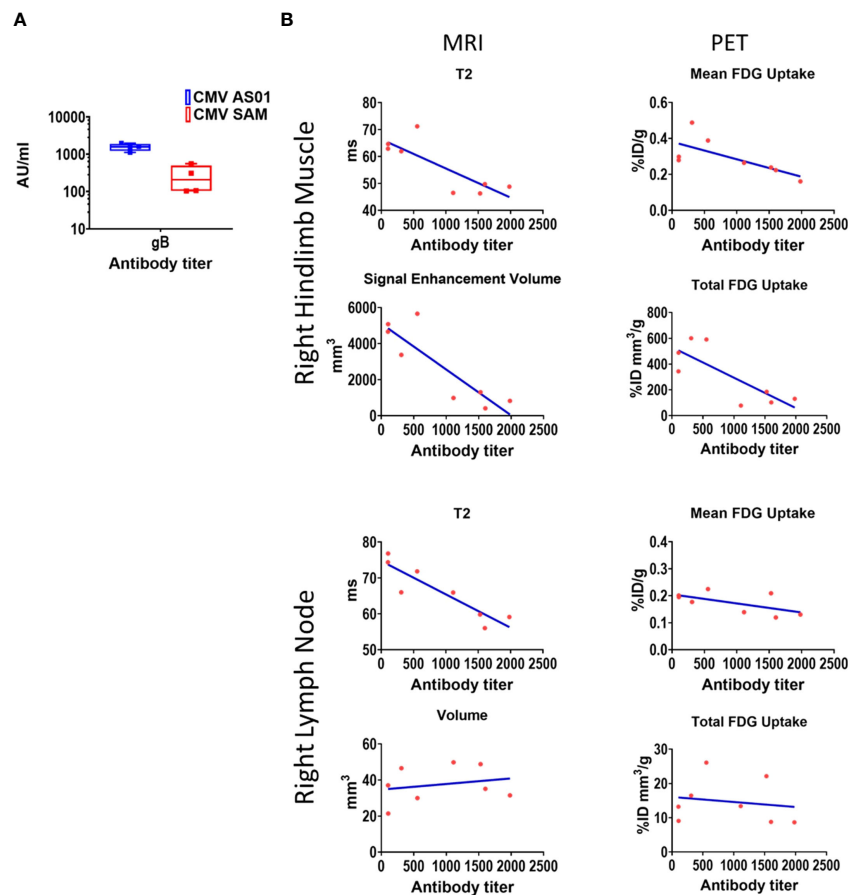 A
B
MRI
PET
CMV AS01
CMV SAM
AU/ml
10000
1000
100
10
gB
Antibody titer
Right Hindlimb Muscle
T2
ms
80
70
60
50
40
0 500 1000 1500 2000 2500
Antibody titer
Mean FDG Uptake
%ID/g
0.6
0.4
0.2
0.0
0 500 1000 1500 2000 2500
Antibody titer
Signal Enhancement Volume
mm³
6000
4000
2000
0
0 500 1000 1500 2000 2500
Antibody titer
Total FDG Uptake
%ID mm³/g
800
600
400
200
0
0 500 1000 1500 2000 2500
Antibody titer
Right Lymph Node
T2
ms
80
70
60
50
0 500 1000 1500 2000 2500
Antibody titer
Mean FDG Uptake
%ID/g
0.4
0.3
0.2
0.1
0.0
0 500 1000 1500 2000 2500
Antibody titer
Volume
mm³
60
40
20
0
0 500 1000 1500 2000 2500
Antibody titer
Total FDG Uptake
%ID mm³/g
30
20
10
0
0 500 1000 1500 2000 2500
Antibody titer